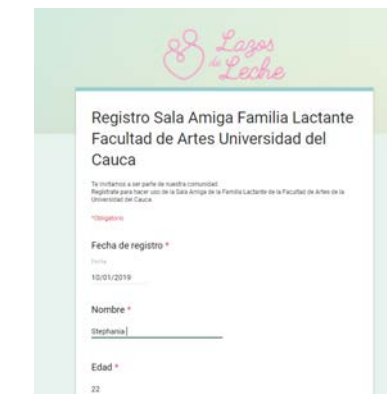 Lazos
de
Leche
Registro Sala Amiga Familia Lactante
Facultad de Artes Universidad del
Cauca
Te invitamos a ser parte de nuestra comunidad.
Regístrate para hacer uso de la Sala Amiga de la Familia Lactante de la Facultad de Artes de la
Universidad del Cauca.
*Obligatorio
Fecha de registro *
Fecha
10/01/2019
Nombre *
Stephania
Edad *
22